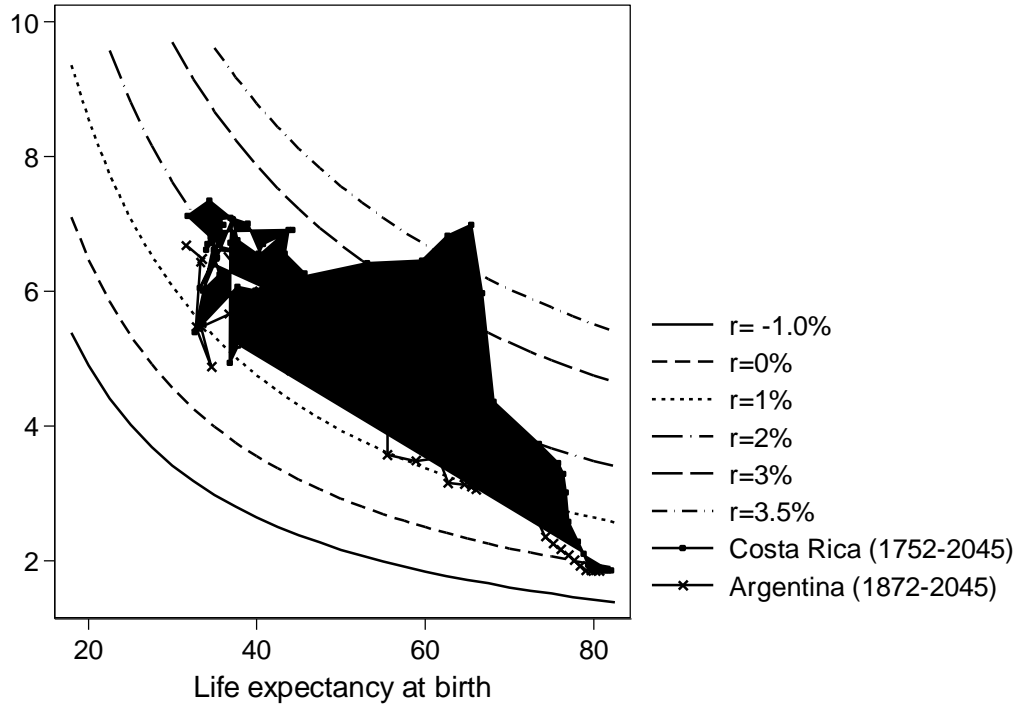 10
8
6
4
2
20 40 60 80
Life expectancy at birth
r= -1.0%
r=0%
r=1%
r=2%
r=3%
r=3.5%
Costa Rica (1752-2045)
Argentina (1872-2045)